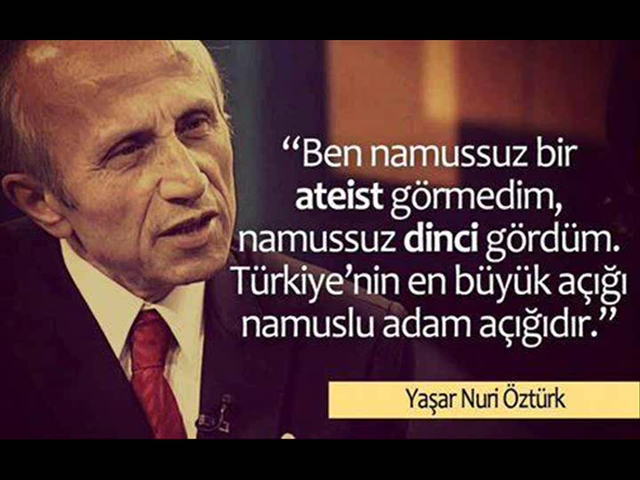 “Ben namussuz bir
ateist görmedim,
namussuz dinci gördüm.
Türkiye’nin en büyük açığı
namuslu adam açığıdır.”
Yaşar Nuri Öztürk